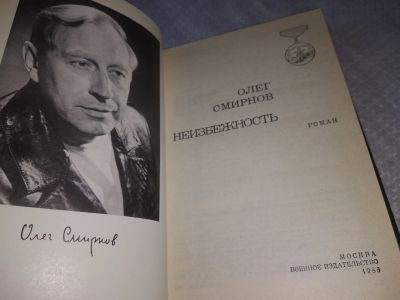 Олег Смирнов
ОЛЕГ
СМИРНОВ
НЕИЗБЕЖНОСТЬ
РОМАН
МОСКВА
ВОЕННОЕ ИЗДАТЕЛЬСТВО